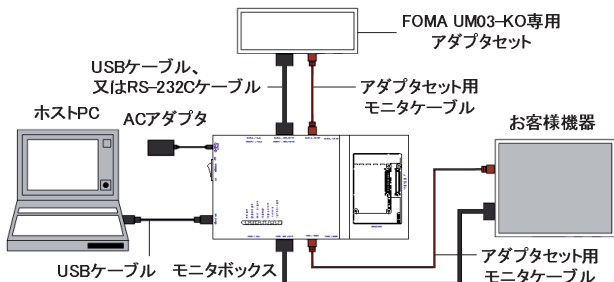 FOMA UM03-KO専用
アダプタセット
USBケーブル、
又はRS-232Cケーブル
アダプタセット用
モニタケーブル
ホストPC
ACアダプタ
お客様機器
USBケーブル
モニタボックス
アダプタセット用
モニタケーブル